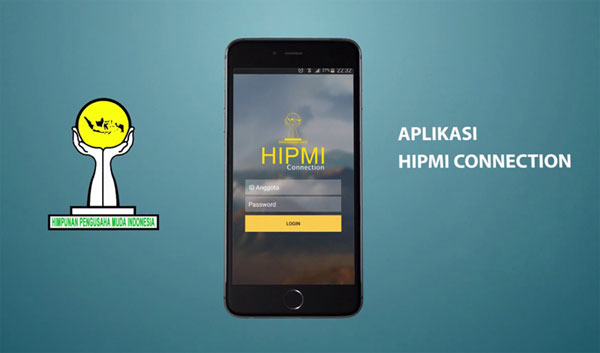 HIMPUNAN PENGUSAHA MUDA INDONESIA
22:32
HIPMI
Connection
ID Anggota
Password
LOGIN
APLIKASI
HIPMI CONNECTION